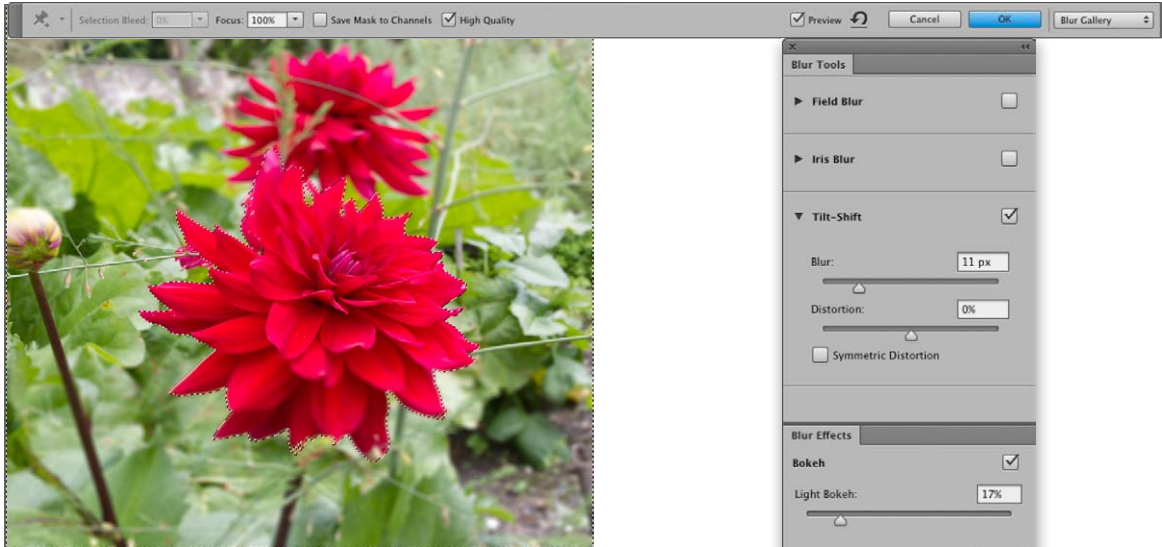 Selection Bleed: 0% Focus: 100% Save Mask to Channels High Quality Preview Cancel OK Blur Gallery
Blur Tools
Field Blur
Iris Blur
Tilt-Shift
Blur: 11 px
Distortion: 0%
Symmetric Distortion
Blur Effects
Bokeh
Light Bokeh: 17%